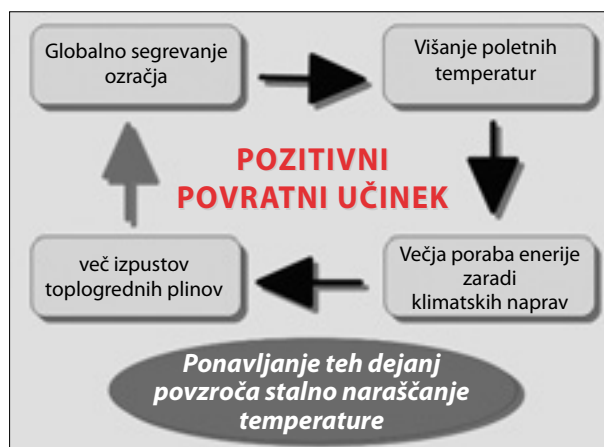 Globalno segrevanje
ozračja
Višanje poletnih
temperatur
POZITIVNI
POVRATNI UČINEK
več izpustov
toplogrednih plinov
Večja poraba enerije
zaradi
klimatskih naprav
Ponavljanje teh dejanj
povzroča stalno naraščanje
temperature